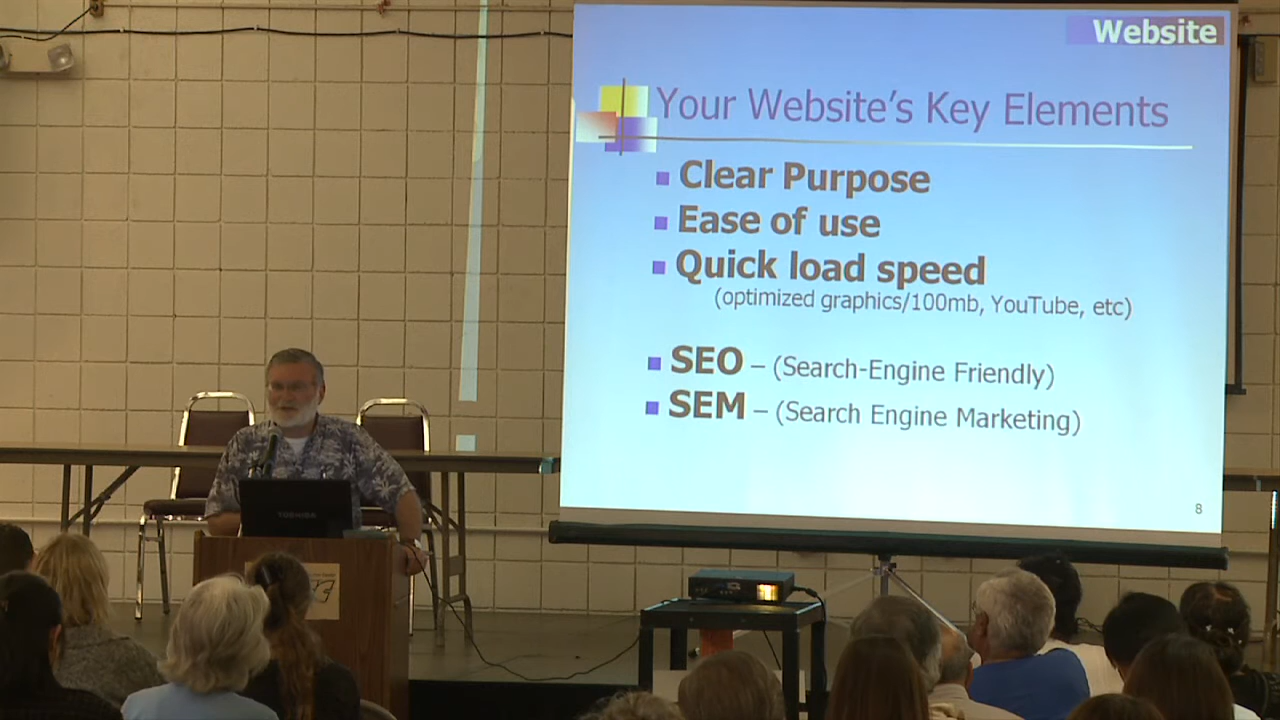 Website
Your Website's Key Elements
Clear Purpose
Ease of use
Quick load speed
(optimized graphics/100mb, YouTube, etc)
SEO – (Search-Engine Friendly)
SEM – (Search Engine Marketing)
8
TOSHIBA